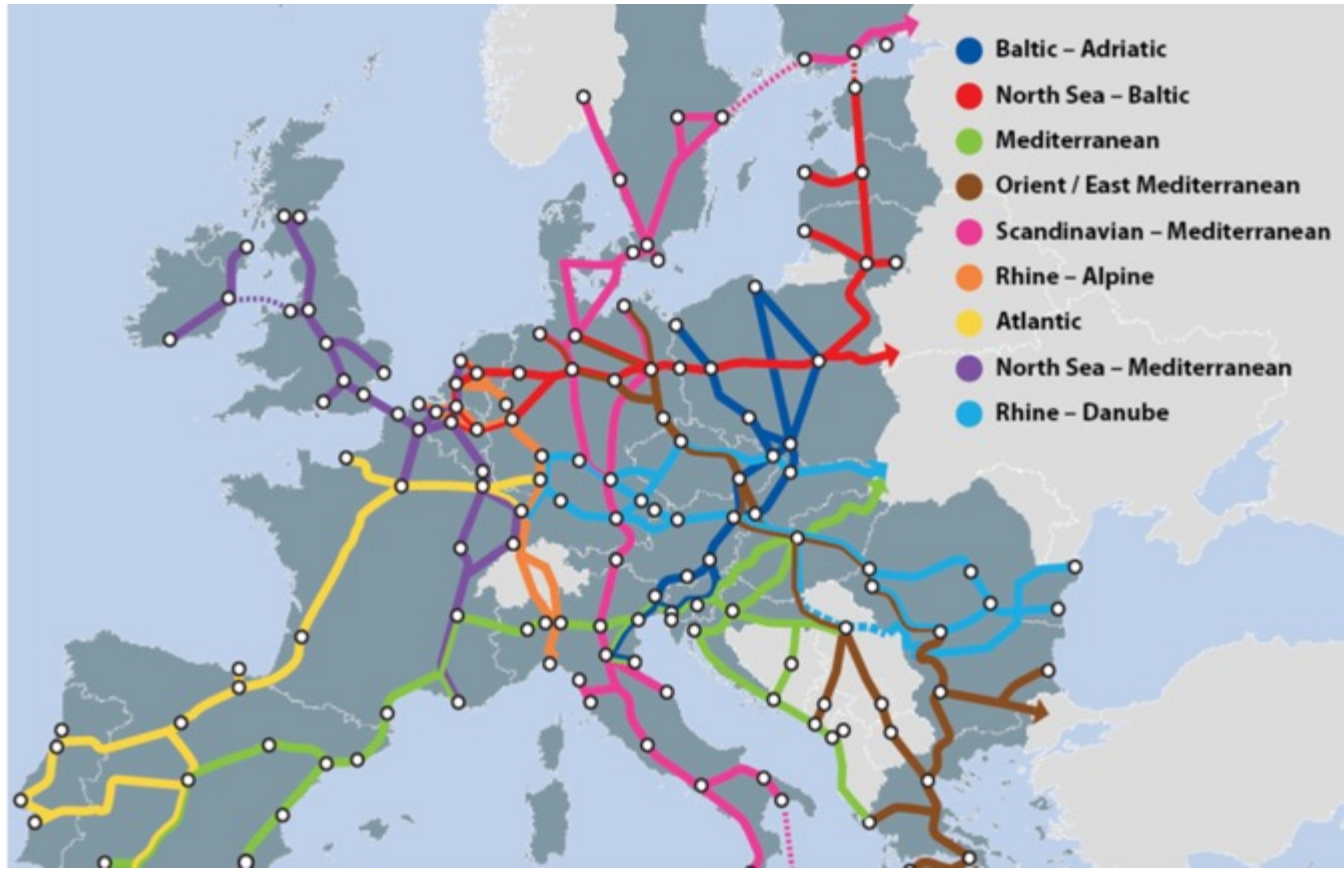 Baltic – Adriatic
North Sea – Baltic
Mediterranean
Orient / East Mediterranean
Scandinavian – Mediterranean
Rhine – Alpine
Atlantic
North Sea – Mediterranean
Rhine – Danube